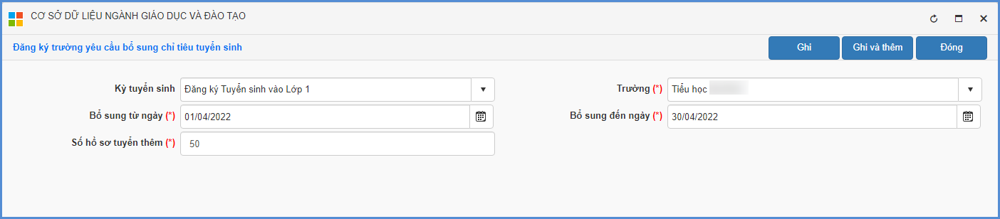 CƠ SỞ DỮ LIỆU NGÀNH GIÁO DỤC VÀ ĐÀO TẠO
Đăng ký trường yêu cầu bổ sung chỉ tiêu tuyển sinh Ghi Ghi và thêm Đóng
Kỳ tuyển sinh Đăng ký Tuyển sinh vào Lớp 1 Trường (*) Tiểu học
Bổ sung từ ngày (*) 01/04/2022 Bổ sung đến ngày (*) 30/04/2022
Số hồ sơ tuyển thêm (*) 50